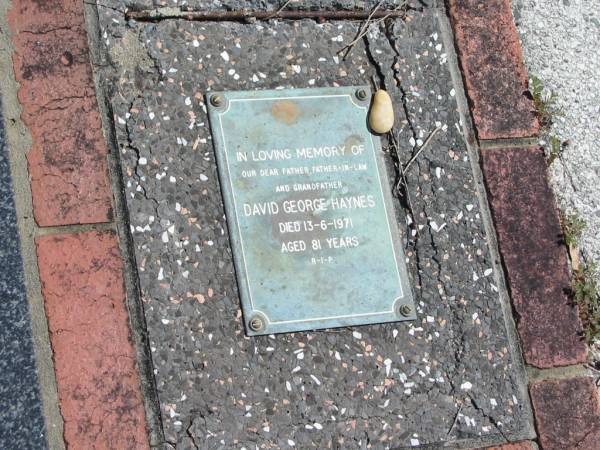 IN LOVING MEMORY OF
OUR DEAR FATHER FATHER-IN-LAW
AND GRANDFATHER
DAVID GEORGE HAYNES
DIED 13-6-1971
AGED 81 YEARS
R-I-P